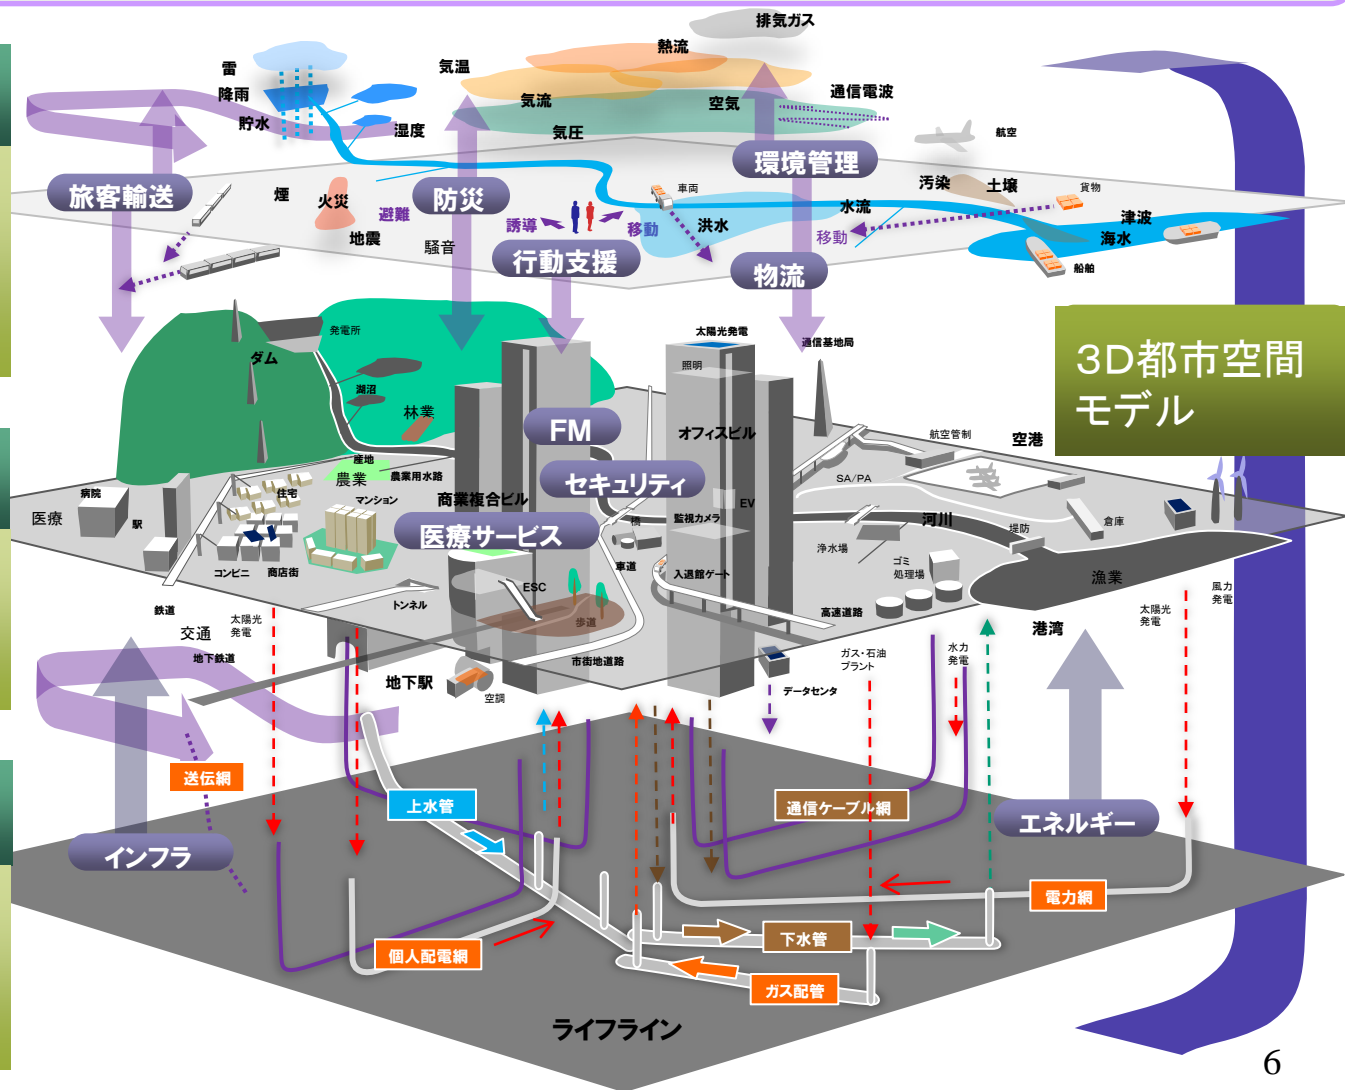 排気ガス
熱流
雷
気温
降雨
気流
空気
通信電波
貯水
湿度
気圧
航空
環境管理
旅客輸送
煙
火災
防災
車両
汚染
土壌
貨物
避難
誘導
移動
洪水
水流
津波
地震
騒音
移動
海水
行動支援
物流
船舶
発電所
太陽光発電
通信基地局
3D都市空間
モデル
ダム
照明
湖沼
林業
FM
オフィスビル
航空管制
空港
産地
農業
農業用水路
セキュリティ
SA/PA
病院
住宅
マンション
商業複合ビル
EV
医療
駅
医療サービス
橋
監視カメラ
河川
堤防
倉庫
浄水場
コンビニ
商店街
車道
入退館ゲート
ゴミ
処理場
漁業
ESC
トンネル
鉄道
太陽光
発電
歩道
高速道路
港湾
太陽光
発電
風力
発電
交通
地下鉄道
市街地道路
ガス・石油
プラント
水力
発電
地下駅
空調
データセンタ
送伝網
上水管
通信ケーブル網
エネルギー
インフラ
電力網
個人配電網
下水管
ガス配管
ライフライン
6